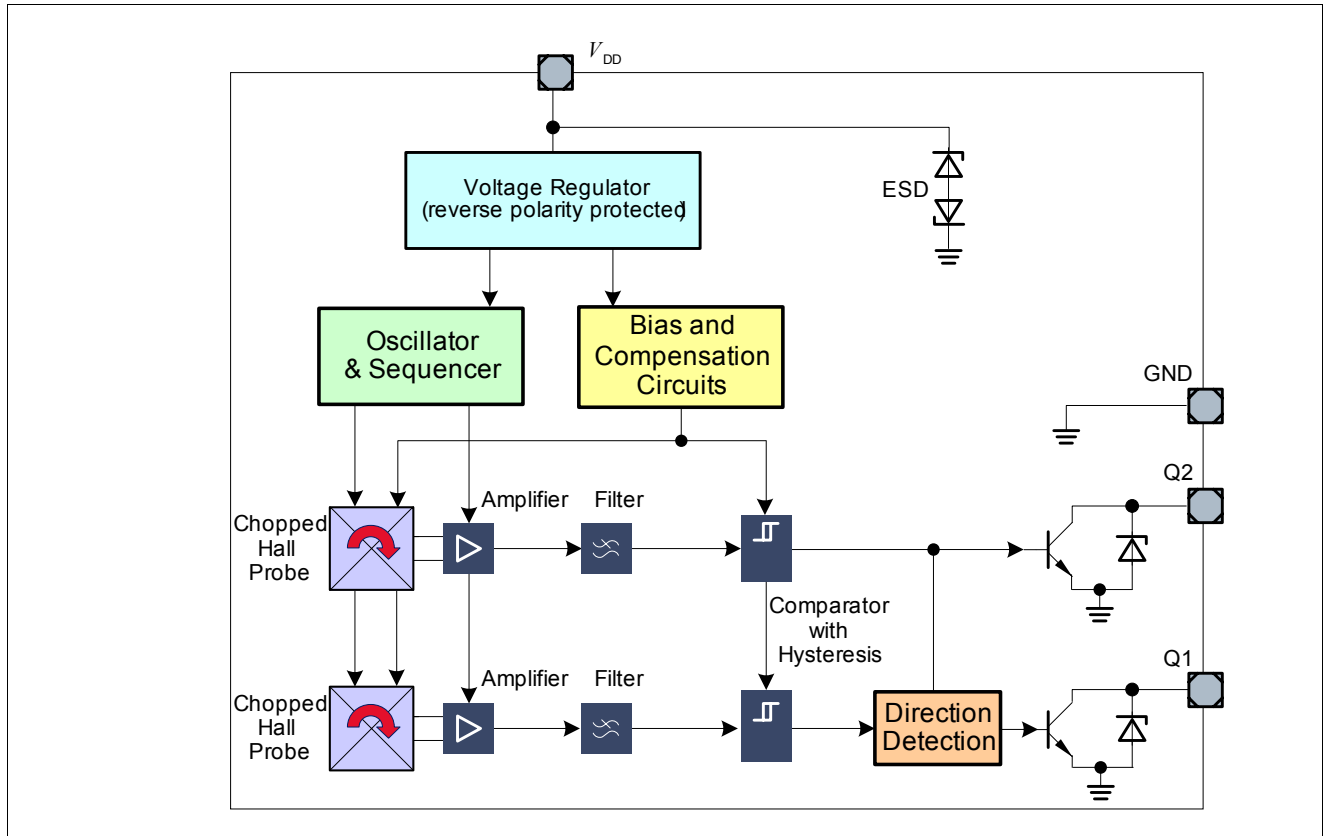 V DD
Voltage Regulator
(reverse polarity protected)
ESD
Oscillator
& Sequencer
Bias and
Compensation
Circuits
GND
Q2
Amplifier
Filter
Chopped
Hall
Probe
Comparator
with
Hysteresis
Q1
Amplifier
Filter
Chopped
Hall
Probe
Direction
Detection